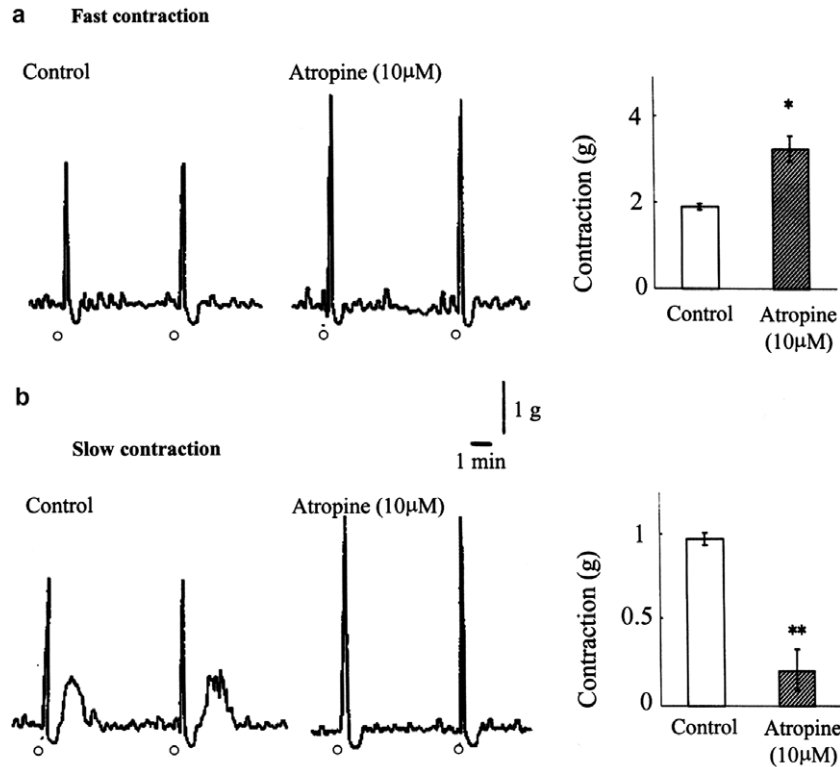 a Fast contraction
Control
Atropine (10μM)
Contraction (g)
4
2
0
*
Control
Atropine
(10μM)
b
1 g
1 min
Slow contraction
Control
Atropine (10μM)
Contraction (g)
1
0.5
0
**
Control
Atropine
(10μM)